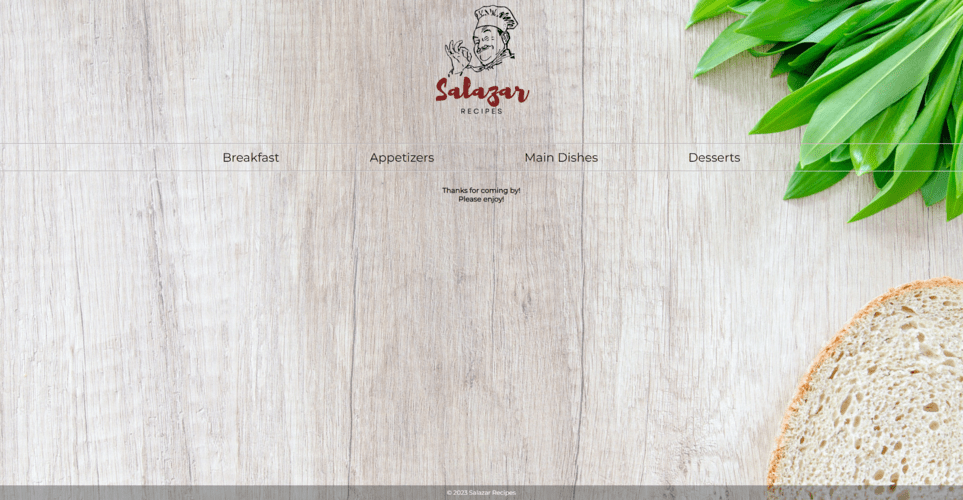 Salazar
RECIPES
Breakfast
Appetizers
Main Dishes
Desserts
Thanks for coming by!
Please enjoy!
© 2023 Salazar Recipes.